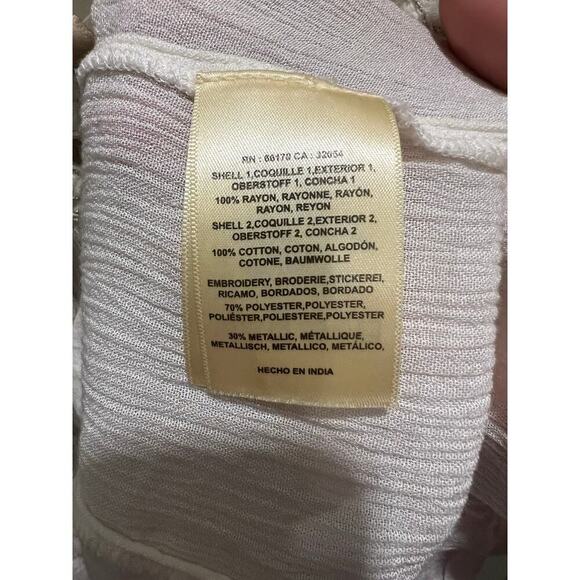 RN : 66170 CA : 32054
SHELL 1,COQUILLE 1,EXTERIOR 1,
OBERSTOFF 1, CONCHA 1
100% RAYON, RAYONNE, RAYÓN,
RAYON, REYON
SHELL 2,COQUILLE 2,EXTERIOR 2,
OBERSTOFF 2, CONCHA 2
100% COTTON, COTON, ALGODÓN,
COTONE, BAUMWOLLE
EMBROIDERY, BRODERIE,STICKEREI,
RICAMO, BORDADOS, BORDADO
70% POLYESTER,POLYESTER,
POLIÉSTER,POLIESTERE,POLYESTER
30% METALLIC, MÉTALLIQUE,
METALLISCH, METALLICO, METÁLICO,
HECHO EN INDIA